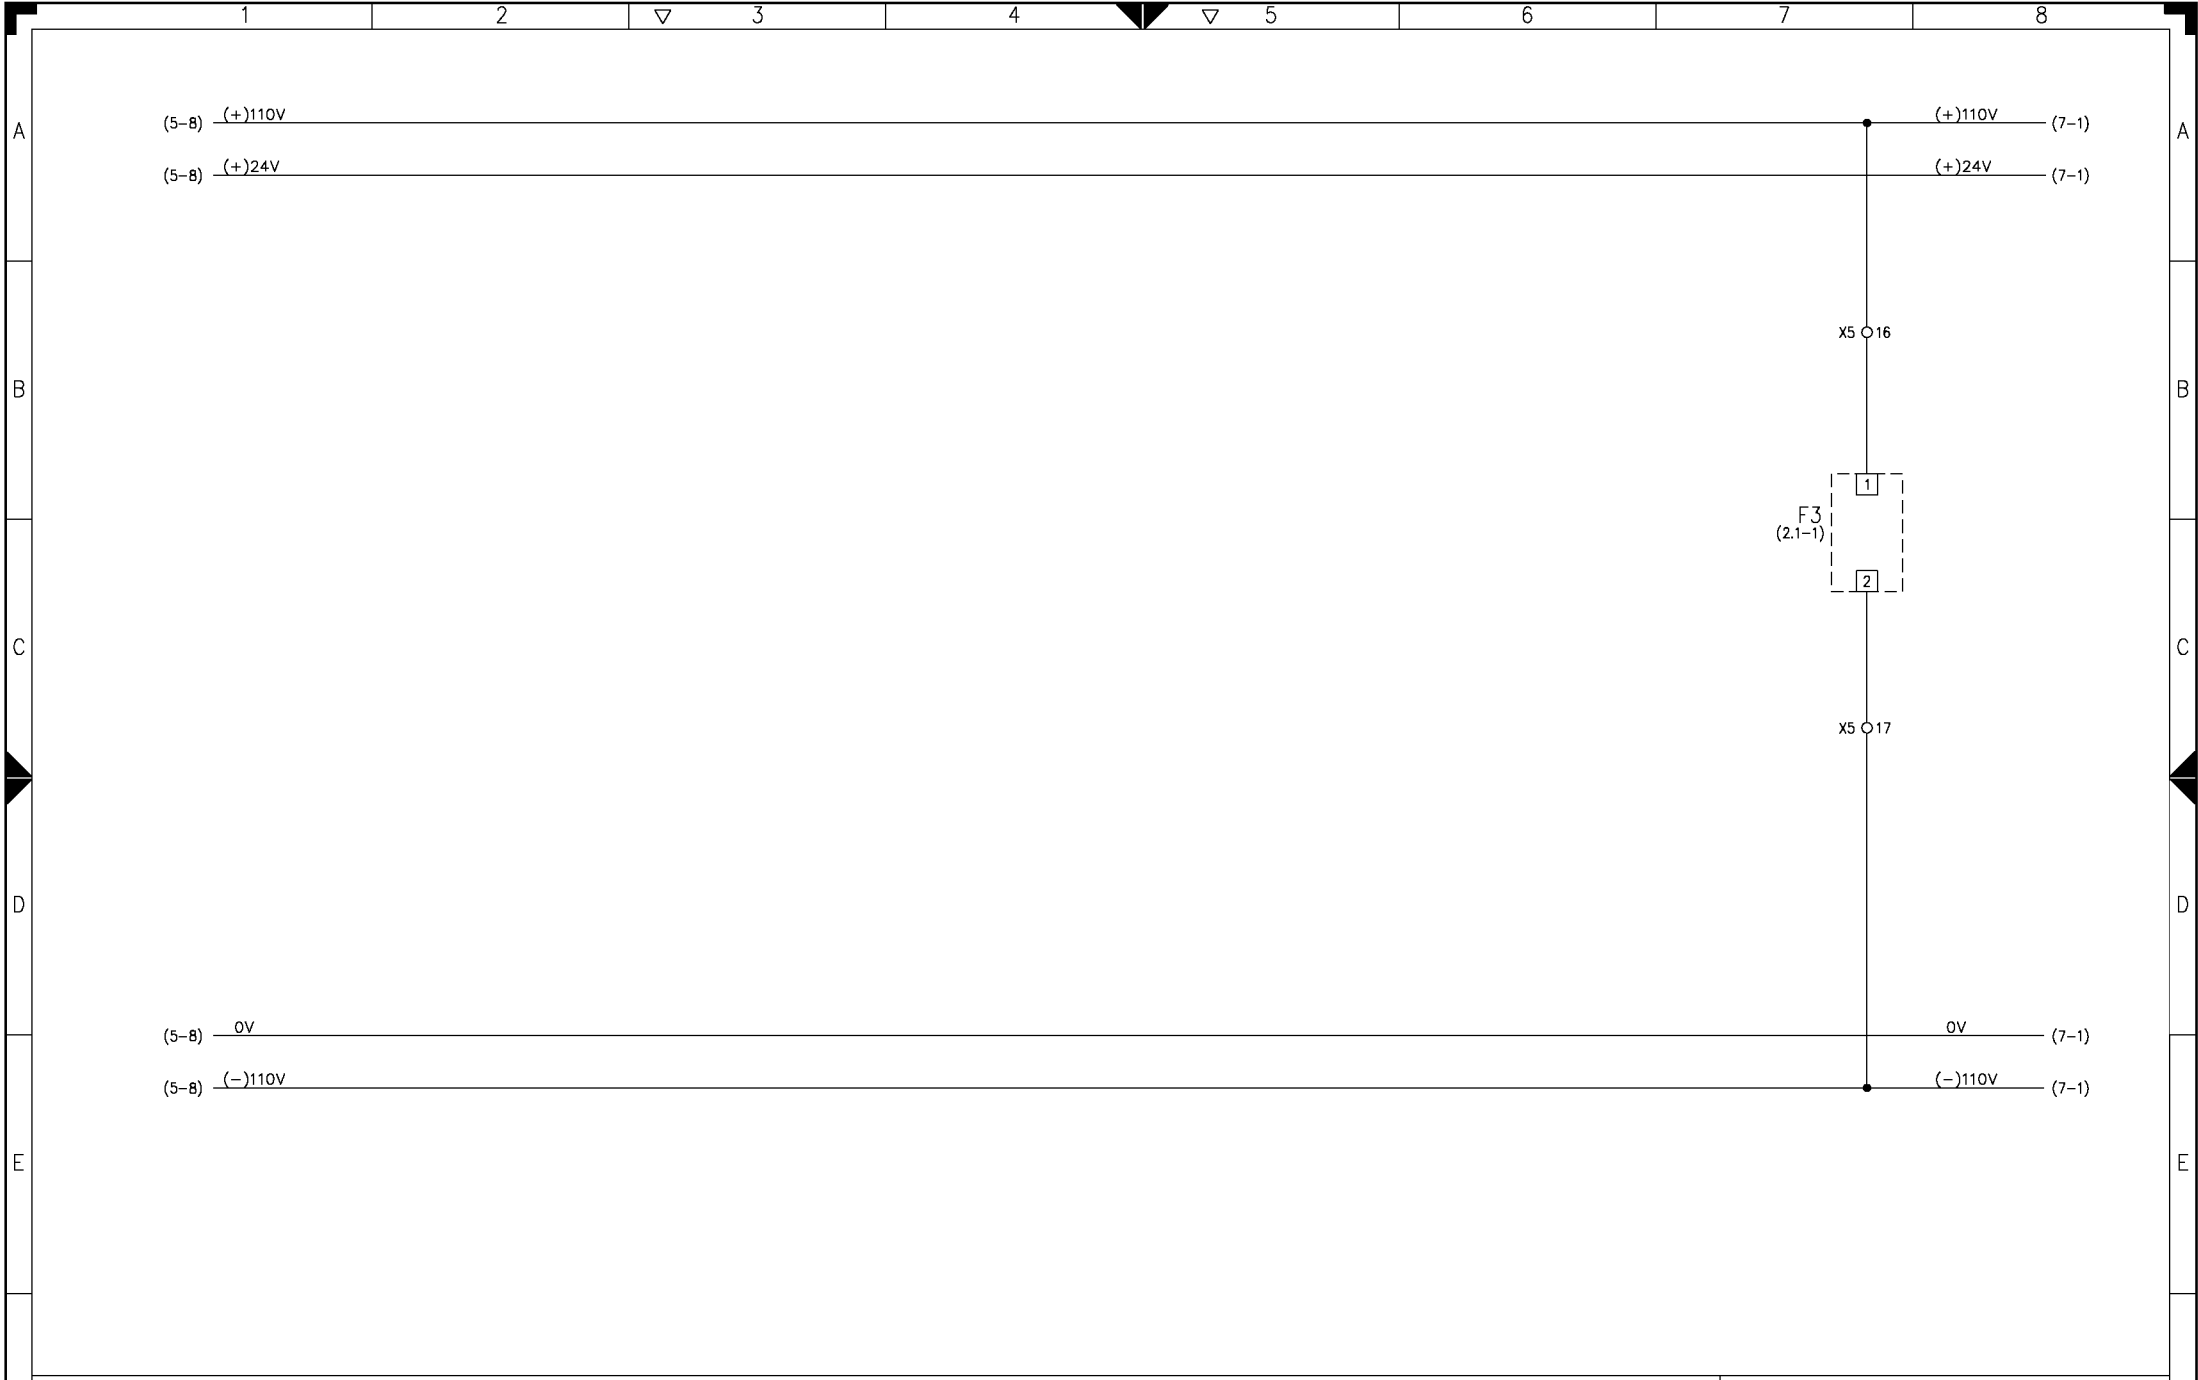 1 2 3 4 5 6 7 8
A A
(5-8) (+)110V (+)110V (7-1)
(5-8) (+)24V (+)24V (7-1)
X5 16
B B
1
F3
(2.1-1)
2
C C
X5 17
D D
(5-8) 0V 0V (7-1)
(5-8) (-)110V (-)110V (7-1)
E E